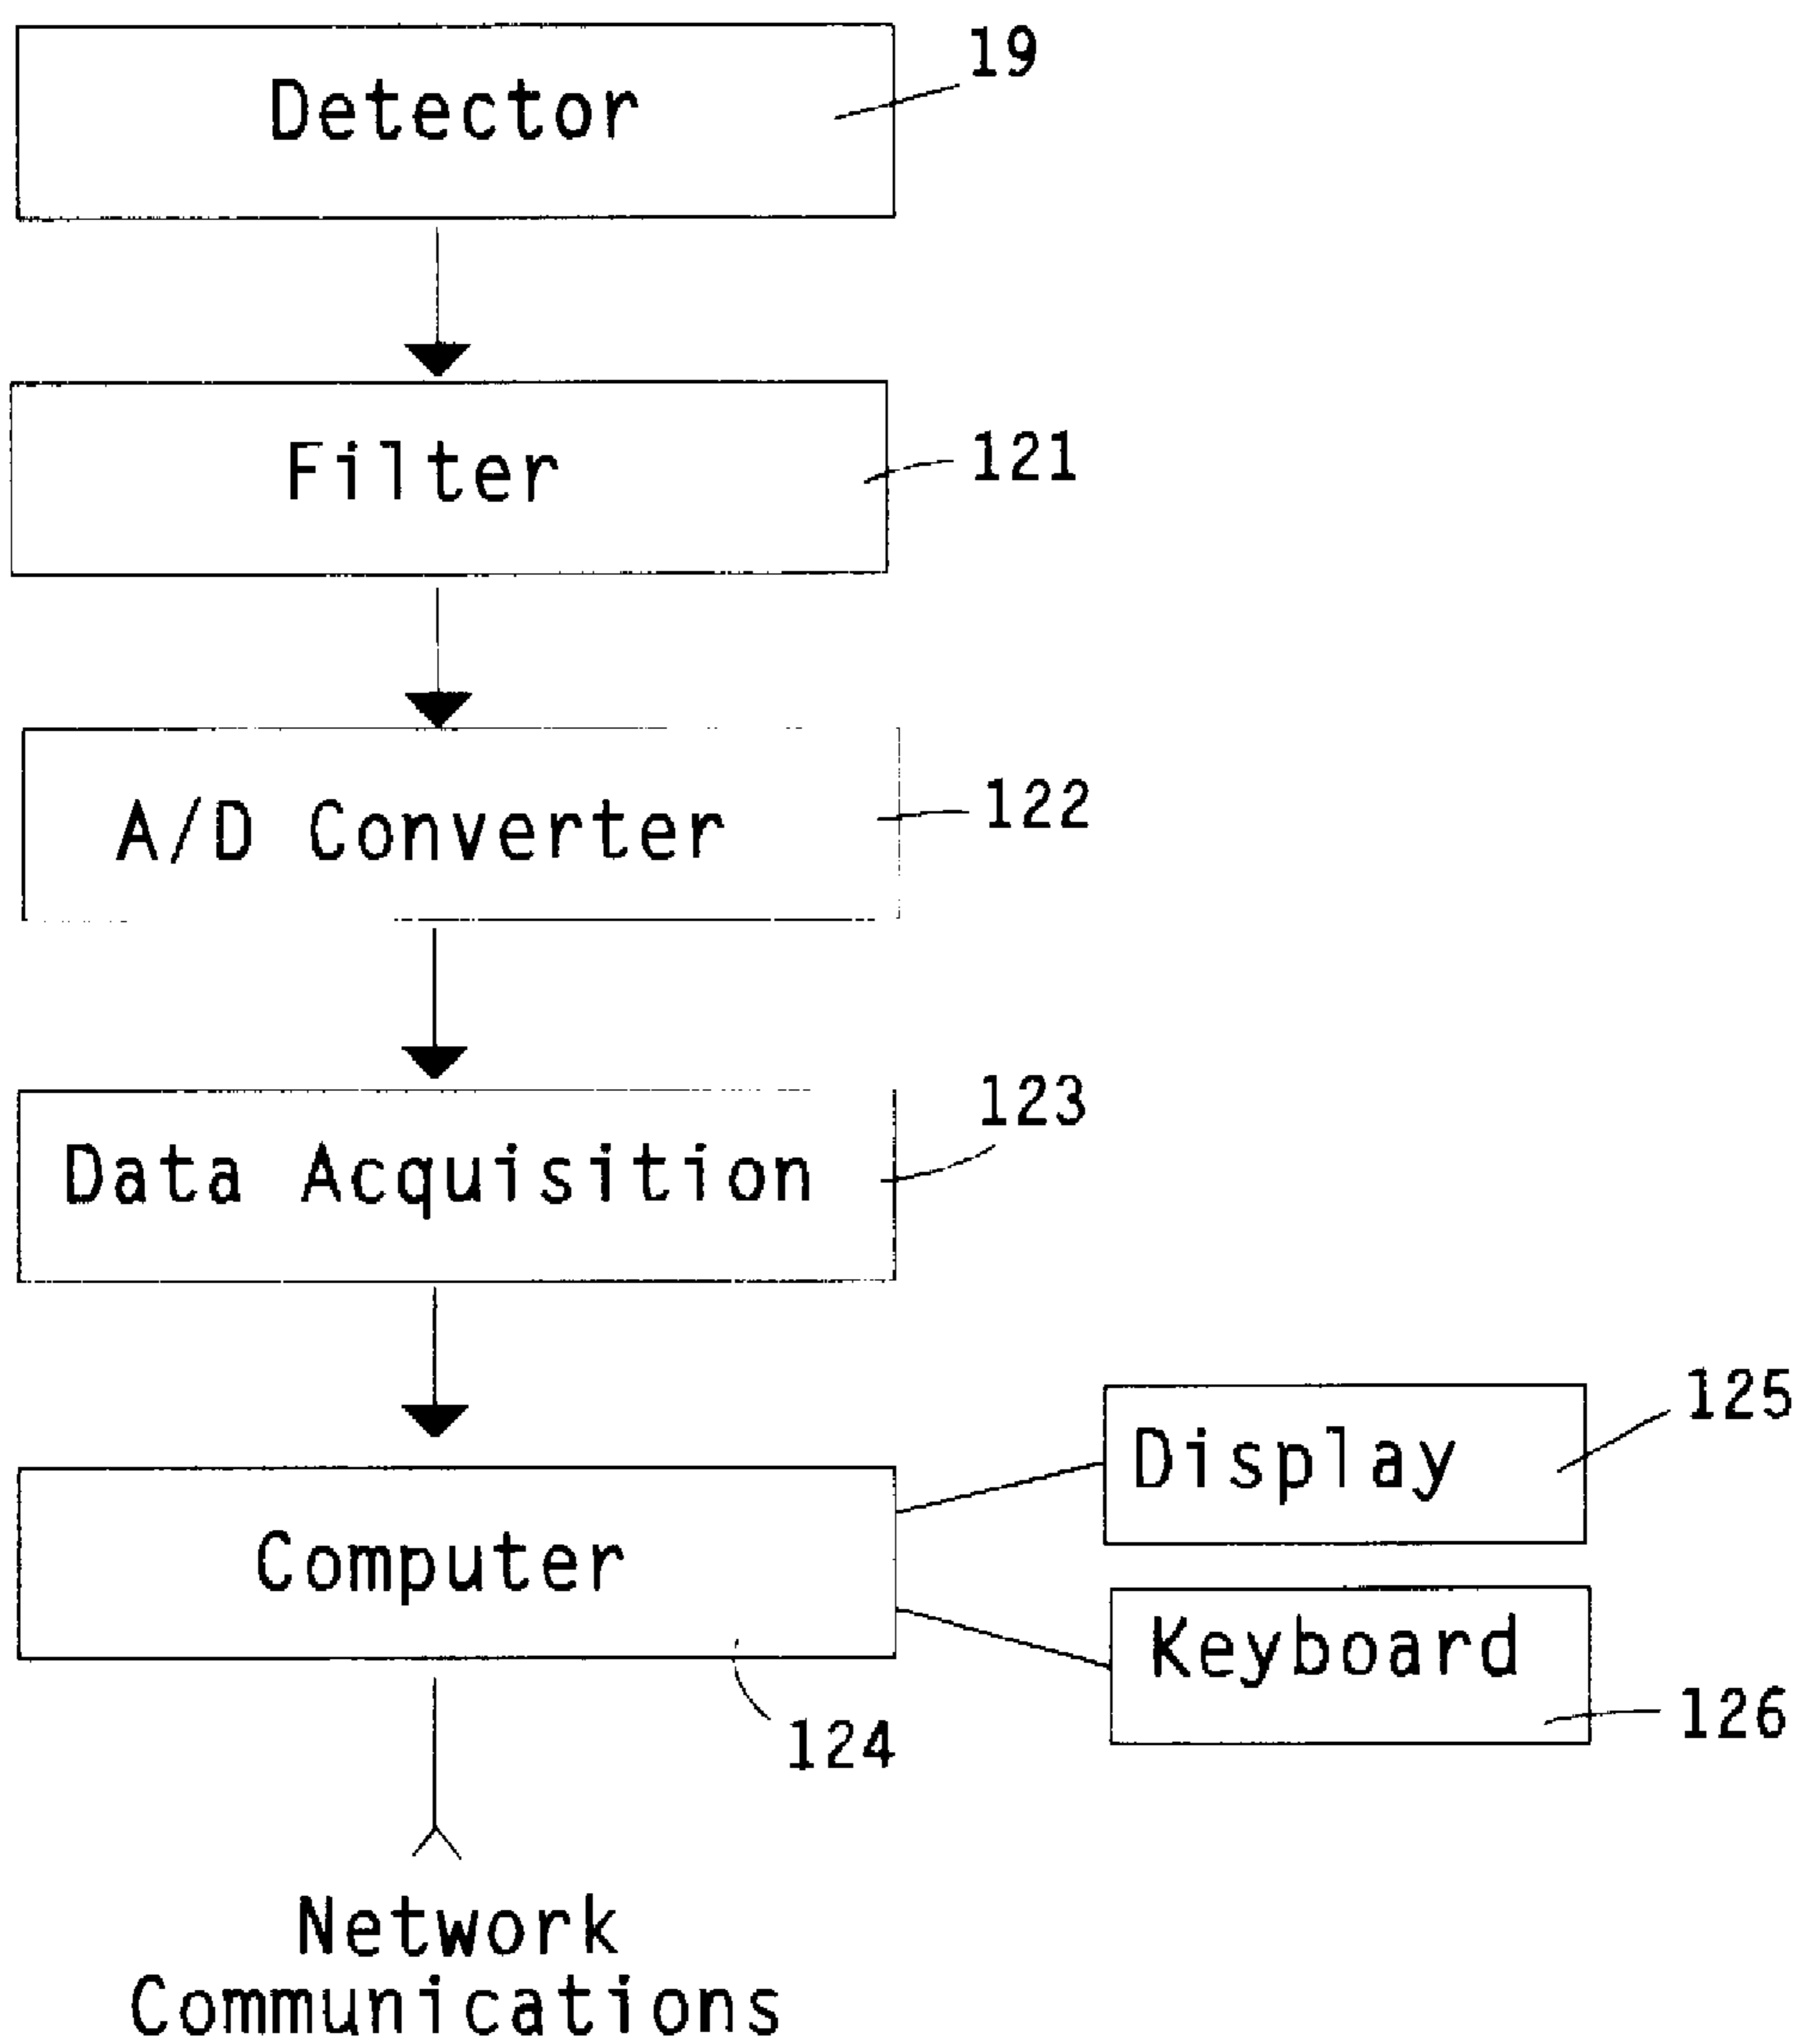 19
Detector
121
Filter
122
A/D Converter
123
Data Acquisition
125
Display
Computer
Keyboard
126
124
Network
Communications